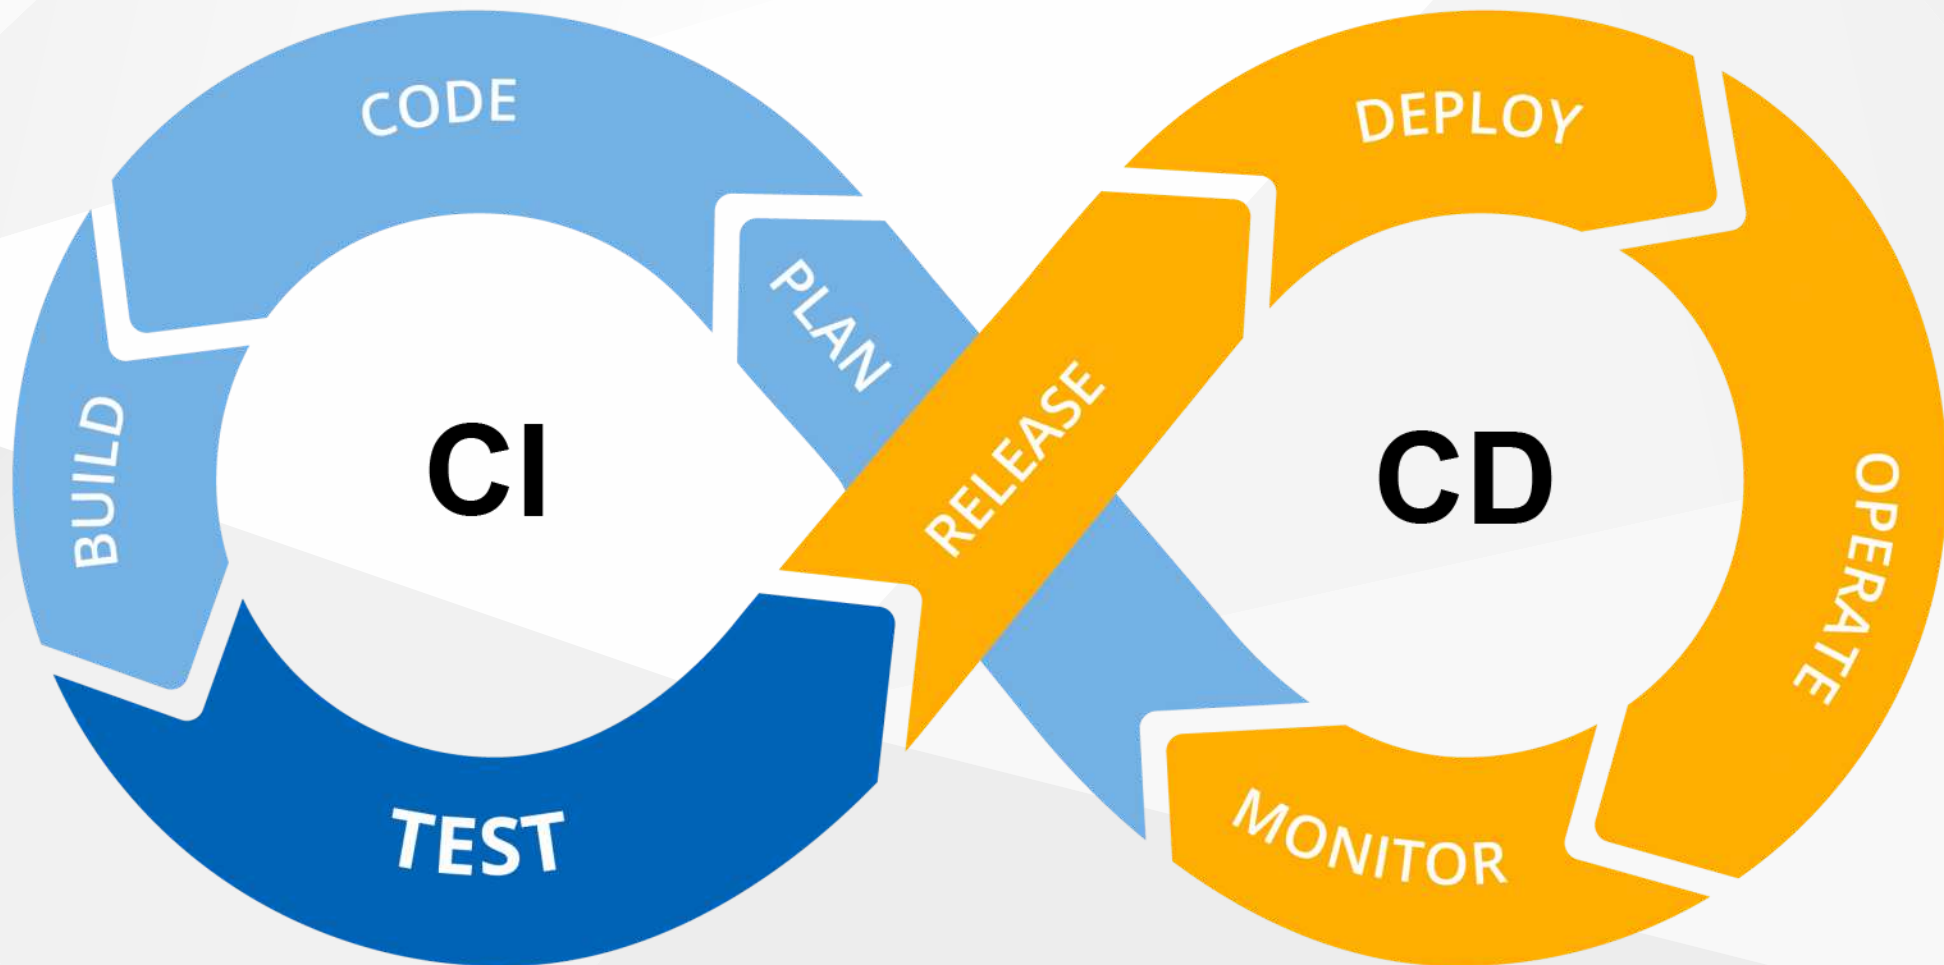 CODE
DEPLOY
PLAN
BUILD
CI
RELEASE
CD
OPERATE
TEST
MONITOR